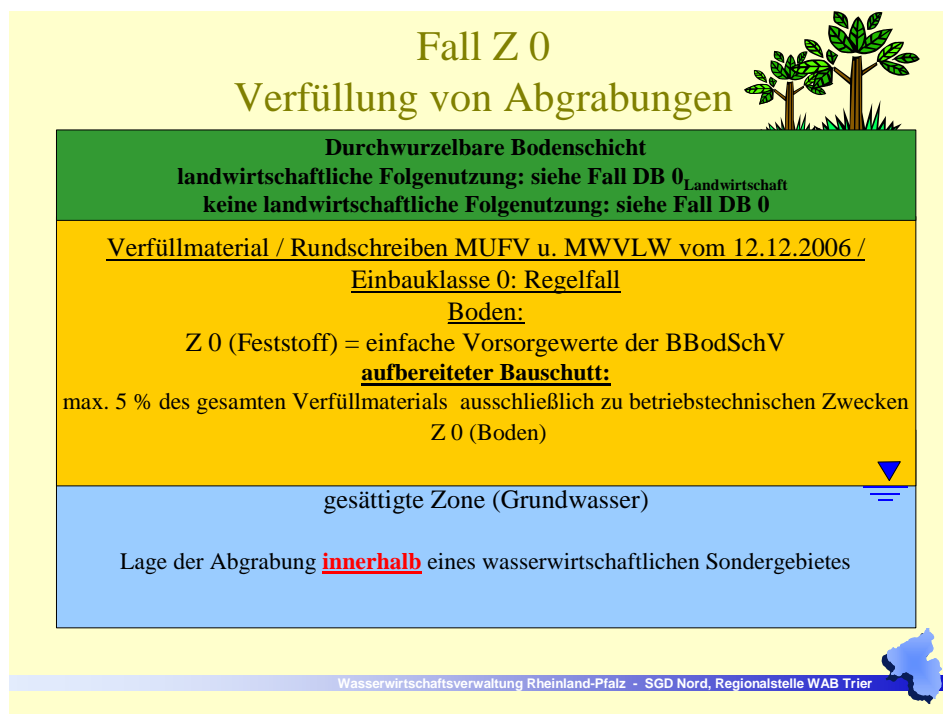 Fall Z 0
Verfüllung von Abgrabungen
Durchwurzelbare Bodenschicht
landwirtschaftliche Folgenutzung: siehe Fall DB 0Landwirtschaft
keine landwirtschaftliche Folgenutzung: siehe Fall DB 0
Verfüllmaterial / Rundschreiben MUFV u. MWVLW vom 12.12.2006 /
Einbauklasse 0: Regelfall
Boden:
Z 0 (Feststoff) = einfache Vorsorgewerte der BBodSchV
aufbereiteter Bauschutt:
max. 5 % des gesamten Verfüllmaterials ausschließlich zu betriebstechnischen Zwecken
Z 0 (Boden)
gesättigte Zone (Grundwasser)
Lage der Abgrabung innerhalb eines wasserwirtschaftlichen Sondergebietes
Wasserwirtschaftsverwaltung Rheinland-Pfalz - SGD Nord, Regionalstelle WAB Trier